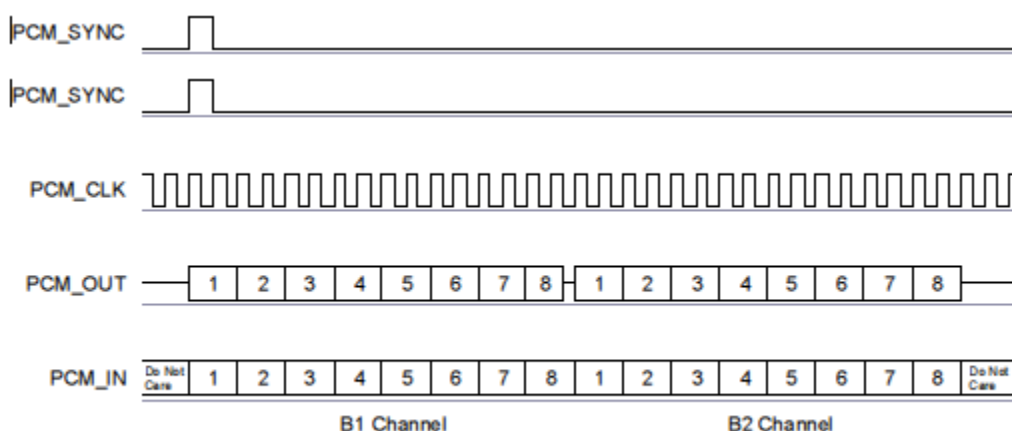 PCM_SYNC
PCM_SYNC
PCM_CLK
PCM_OUT 1 2 3 4 5 6 7 8 1 2 3 4 5 6 7 8
PCM_IN Do Not Care 1 2 3 4 5 6 7 8 1 2 3 4 5 6 7 8 Do Not Care
B1 Channel B2 Channel